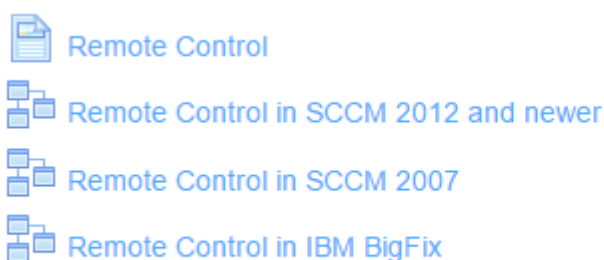 Remote Control
Remote Control in SCCM 2012 and newer
Remote Control in SCCM 2007
Remote Control in IBM BigFix